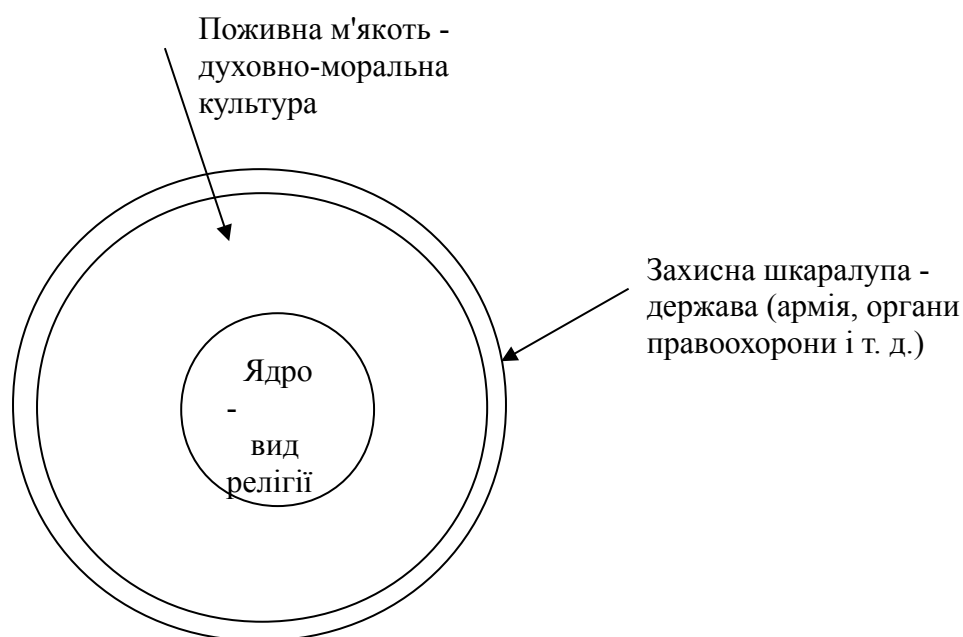 Поживна м'якоть -
духовно-моральна
культура
Захисна шкаралупа -
держава (армія, органи
правоохорони і т. д.)
Ядро
-
вид
релігії